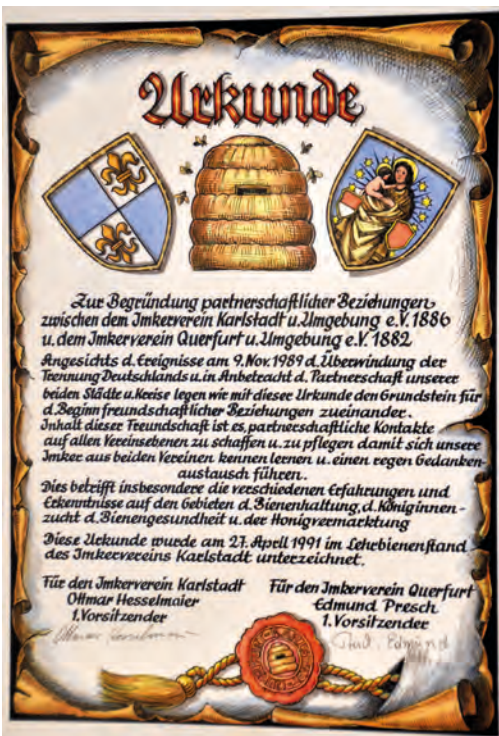 Urkunde
Zur Begründung partnerschaftlicher Beziehungen
zwischen dem Imkerverein Karlstadt u. Umgebung e.V. 1886
u. dem Imkerverein Querfurt u. Umgebung e.V. 1882
Angesichts d. Ereignisse am 9. Nov. 1989 d. Überwindung der
Trennung Deutschlands u. in Anbetracht d. Partnerschaft unserer
beiden Städte u. Kreise legen wir mit dieser Urkunde den Grundstein für
d. Beginn freundschaftlicher Beziehungen zueinander.
Inhalt dieser Freundschaft ist es, partnerschaftliche Kontakte
auf allen Vereinsebenen zu schaffen u. zu pflegen damit sich unsere
Imker aus beiden Vereinen kennen lernen u. einen regen Gedanken-
austausch führen.
Dies betrifft insbesondere die verschiedenen Erfahrungen und
Erkenntnisse auf den Gebieten d. Bienenhaltung, d. Königinnen-
zucht d. Bienengesundheit u. der Honigvermarktung
Diese Urkunde wurde am 27. April 1991 im Lehrbienenstand
des Imkervereins Karlstadt unterzeichnet.
Für den Imkerverein Karlstadt
Ottmar Hesselmaier
1. Vorsitzender
Für den Imkerverein Querfurt
Edmund Presch
1. Vorsitzender